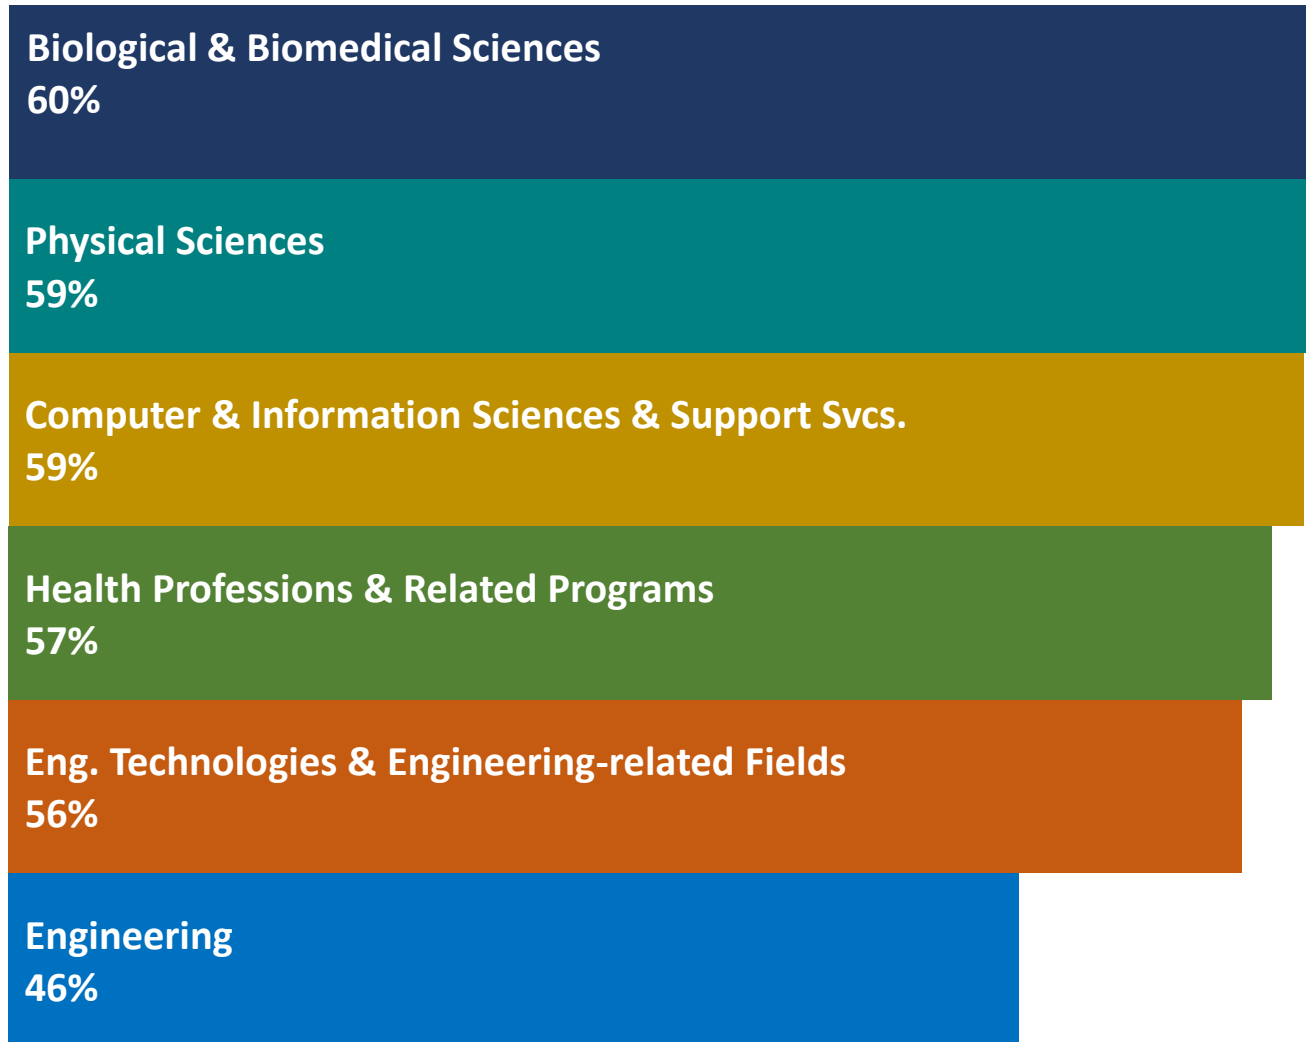 Biological & Biomedical Sciences
60%
Physical Sciences
59%
Computer & Information Sciences & Support Svcs.
59%
Health Professions & Related Programs
57%
Eng. Technologies & Engineering-related Fields
56%
Engineering
46%